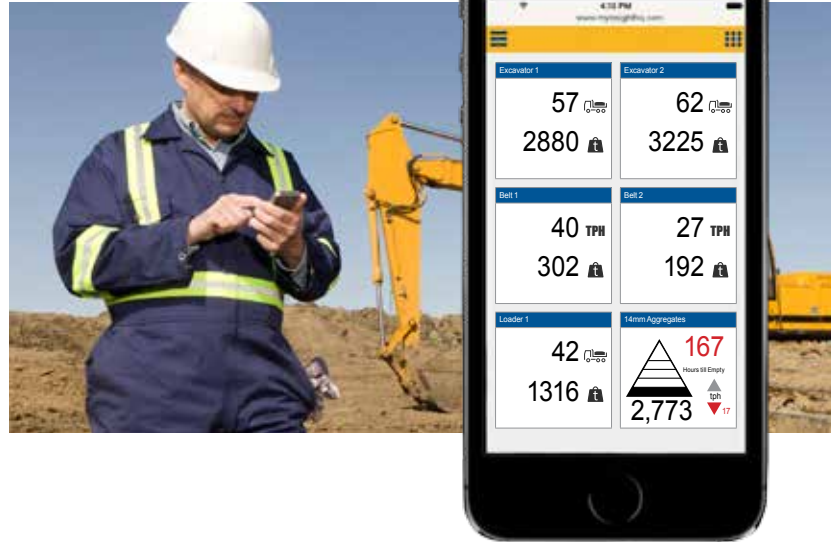 4:10 PM
www.myinsighthq.com
Excavator 1
57
2880 t
Excavator 2
62
3225 t
Belt 1
40 TPH
302 t
Belt 2
27 TPH
192 t
Loader 1
42
1316 t
14mm Aggregates
167
Hours till Empty
tph
17
2,773